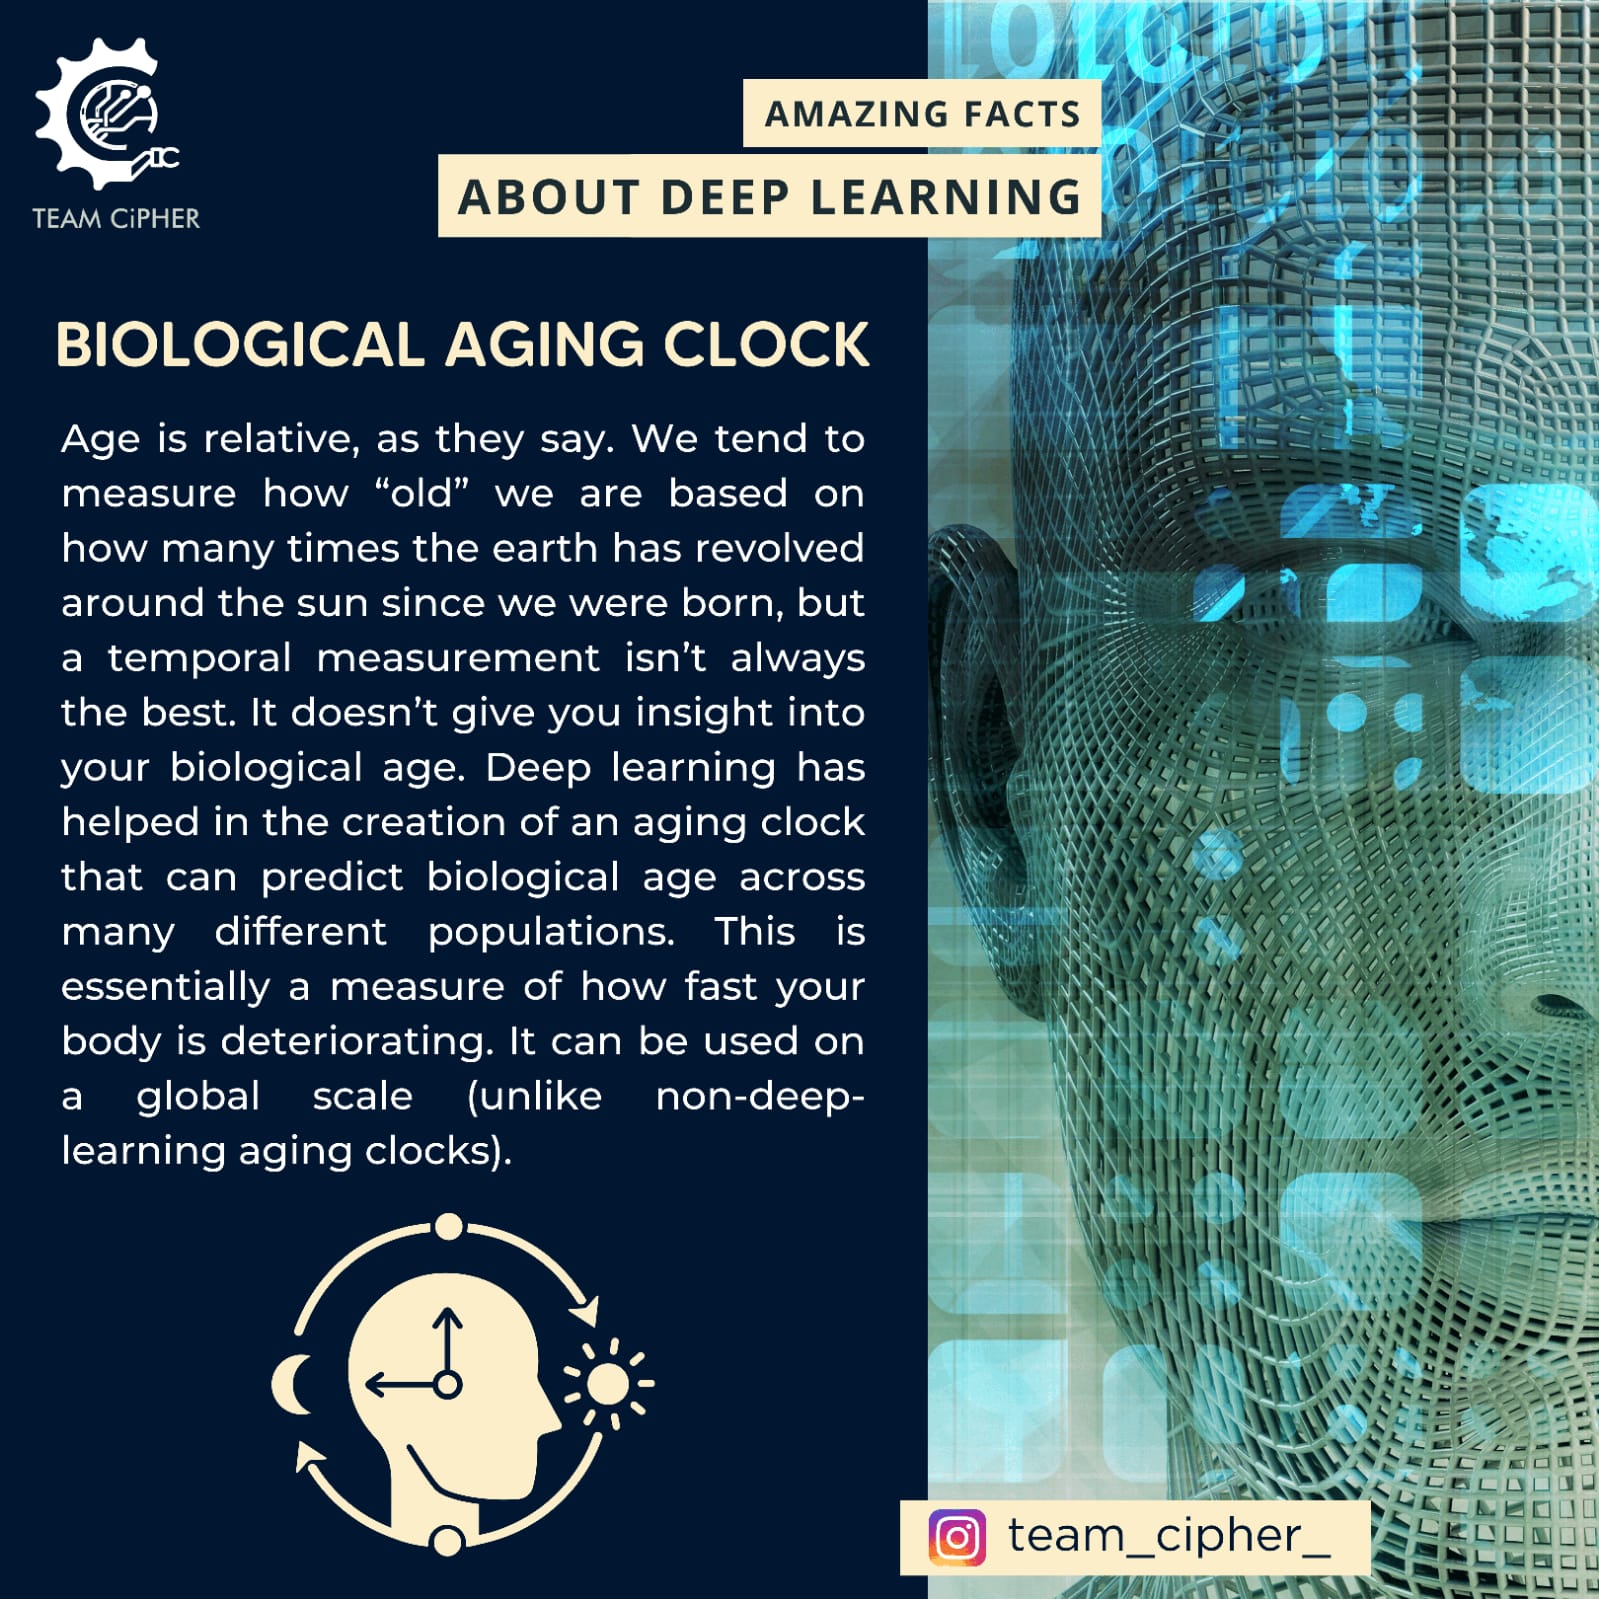 TEAM CiPHER
AMAZING FACTS
ABOUT DEEP LEARNING
BIOLOGICAL AGING CLOCK
Age is relative, as they say. We tend to
measure how “old” we are based on
how many times the earth has revolved
around the sun since we were born, but
a temporal measurement isn’t always
the best. It doesn’t give you insight into
your biological age. Deep learning has
helped in the creation of an aging clock
that can predict biological age across
many different populations. This is
essentially a measure of how fast your
body is deteriorating. It can be used on
a global scale (unlike non-deep-
learning aging clocks).
team_cipher_